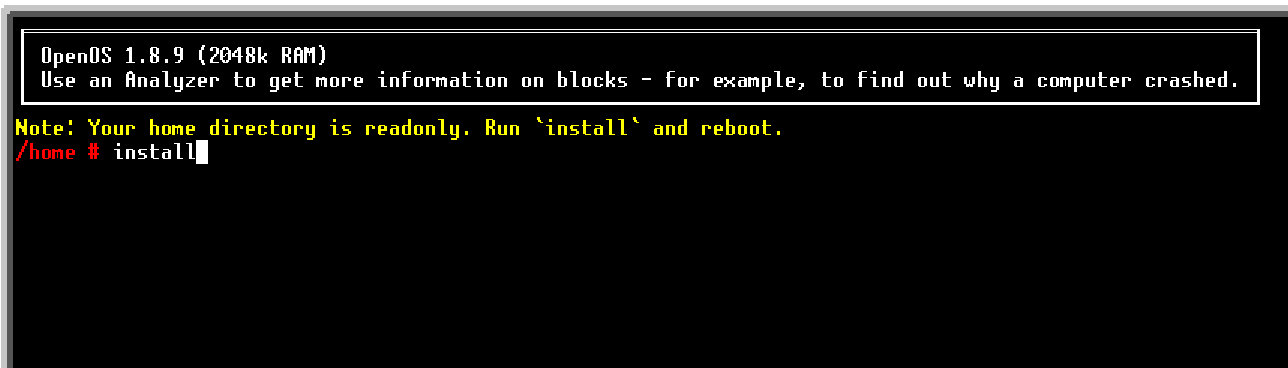 OpenOS 1.8.9 (2048k RAM)
Use an Analyzer to get more information on blocks - for example, to find out why a computer crashed.
Note: Your home directory is readonly. Run `install` and reboot.
/home # install